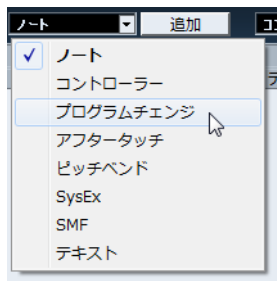 ノート 追加
ノート
コントローラー
プログラムチェンジ
アフタータッチ
ピッチベンド
SysEx
SMF
テキスト